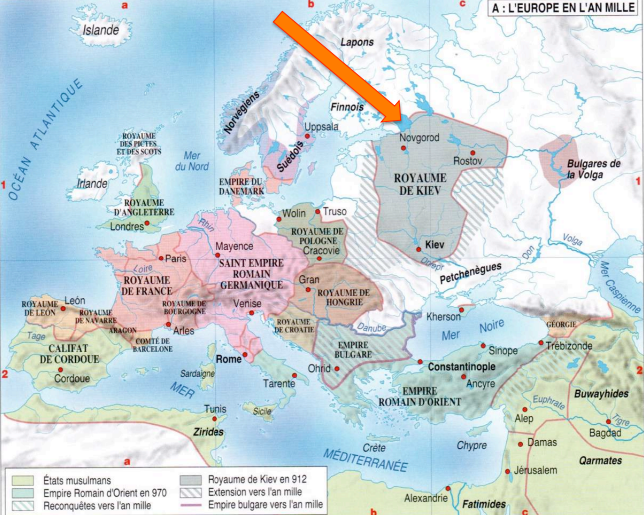 a
b
c
A : L'EUROPE EN L'AN MILLE
Islande
Lapons
OCÉAN ATLANTIQUE
Norvégiens
Finnois
Uppsala
Suédois
Novgorod
Rostov
ROYAUME
DES PICTES
ET DES SCOTS
Mer
du Nord
ROYAUME
DE KIEV
Bulgares de
la Volga
1
Irlande
EMPIRE DU
DANEMARK
1
ROYAUME
D'ANGLETERRE
Londres
Wolin
Truso
ROYAUME DE
POLOGNE
Cracovie
Kiev
Dniepr
Don
Volga
Rhin
Mayence
Paris
Loire
SAINT EMPIRE
ROMAIN
GERMANIQUE
Petchenègues
Mer Caspienne
ROYAUME
DE FRANCE
Gran
ROYAUME DE
HONGRIE
ROYAUME
DE LEÓN
León
ROYAUME
DE NAVARRE
ARAGON
ROYAUME DE
BOURGOGNE
Arles
Venise
ROYAUME
DE CROATIE
Danube
Kherson
Mer Noire
GÉORGIE
Tage
CALIFAT
DE CORDOUE
COMTÉ DE
BARCELONE
EMPIRE
BULGARE
Sinope
Trébizonde
2
Cordoue
Sardaigne
Rome
Tarente
Ohrid
Constantinople
Ancyre
2
MER
EMPIRE
ROMAIN D'ORIENT
Buwayhides
Euphrate
Tigre
Tunis
Sicile
Alep
Bagdad
Zirides
Crète
Chypre
Damas
Qarmates
MÉDITERRANÉE
Jérusalem
a
Alexandrie
Fatimides
b
c
États musulmans
Empire Romain d'Orient en 970
Reconquêtes vers l'an mille
Royaume de Kiev en 912
Extension vers l'an mille
Empire bulgare vers l'an mille